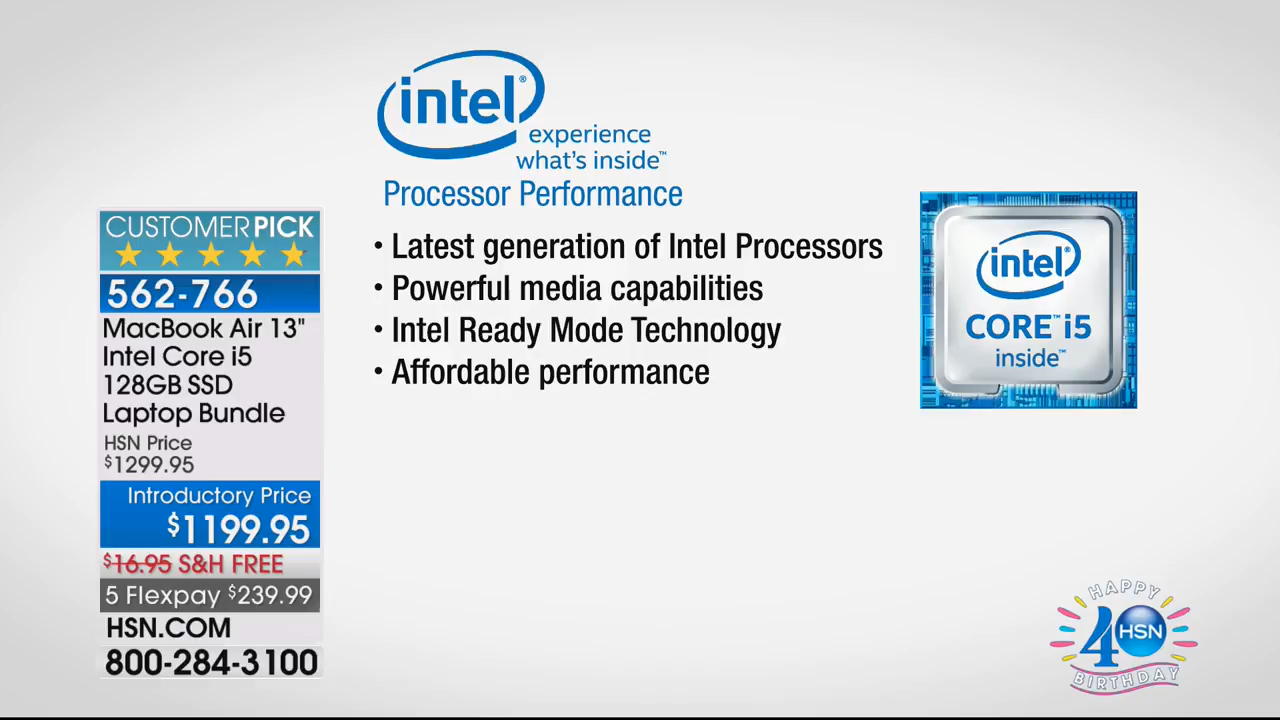 intel®
experience
what's inside™
Processor Performance
• Latest generation of Intel Processors
• Powerful media capabilities
• Intel Ready Mode Technology
• Affordable performance
CUSTOMER PICK
562-766
MacBook Air 13"
Intel Core i5
128GB SSD
Laptop Bundle
HSN Price
$1299.95
Introductory Price
$1199.95
$16.95 S&H FREE
5 Flexpay $239.99
HSN.COM
800-284-3100
intel®
CORE™ i5
inside™
HAPPY
40 HSN
BIRTHDAY